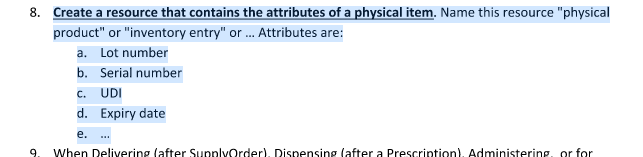 8. Create a resource that contains the attributes of a physical item. Name this resource "physical
product" or "inventory entry" or … Attributes are:
a. Lot number
b. Serial number
c. UDI
d. Expiry date
e. …
9. When Delivering (after SupplyOrder), Dispensing (after a Prescription), Administering, or for